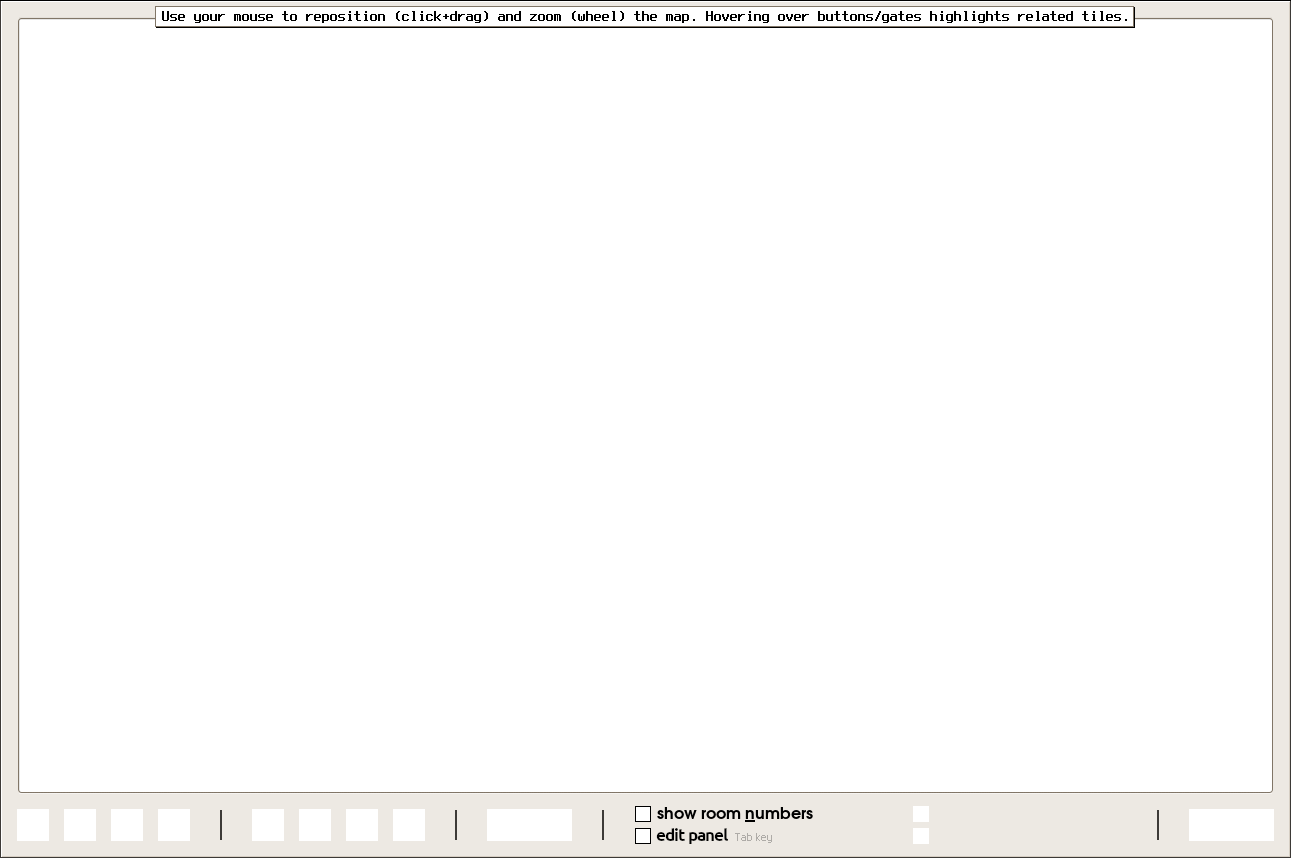 Use your mouse to reposition (click+drag) and zoom (wheel) the map. Hovering over buttons/gates highlights related tiles.
show room numbers
edit panel Tab key